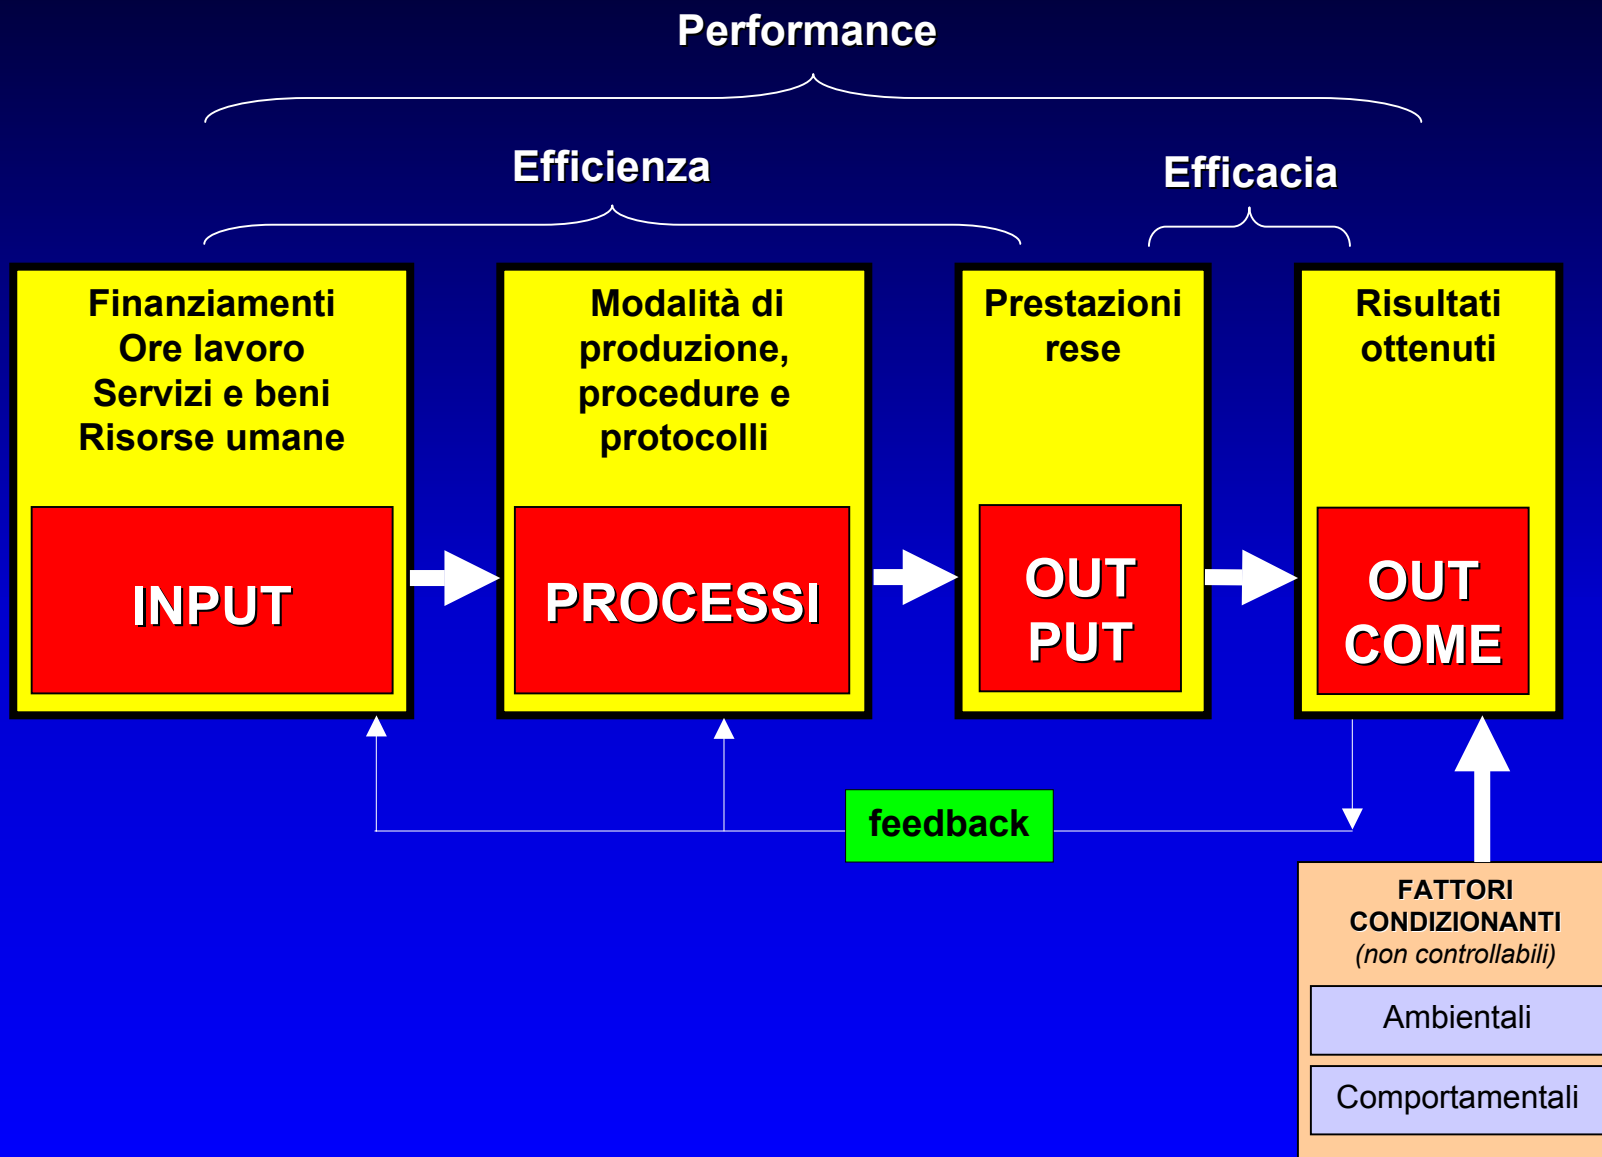 Performance
Efficienza
Efficacia
Finanziamenti
Ore lavoro
Servizi e beni
Risorse umane
INPUT
Modalità di
produzione,
procedure e
protocolli
PROCESSI
Prestazioni
rese
OUT
PUT
Risultati
ottenuti
OUT
COME
feedback
FATTORI
CONDIZIONANTI
(non controllabili)
Ambientali
Comportamentali